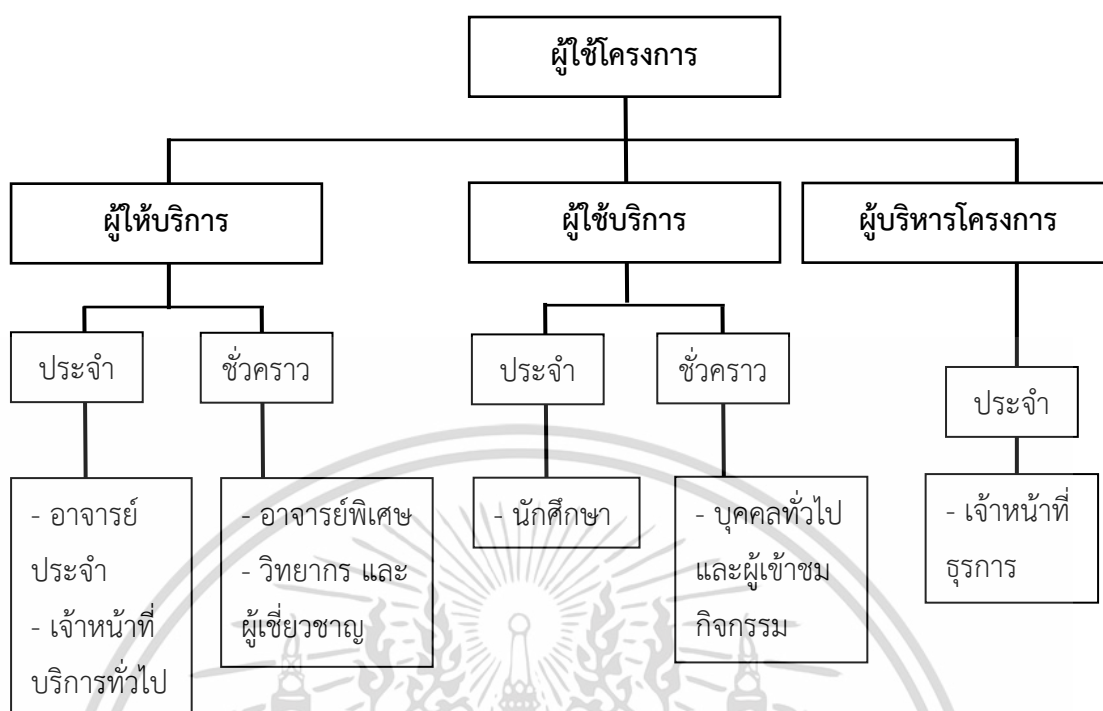 ผู้ใช้โครงการ
ผู้ให้บริการ
ผู้ใช้บริการ
ผู้บริหารโครงการ
ประจำ
ชั่วคราว
ประจำ
ชั่วคราว
ประจำ
- อาจารย์
ประจำ
- เจ้าหน้าที่
บริการทั่วไป
- อาจารย์พิเศษ
- วิทยากร และ
ผู้เชี่ยวชาญ
- นักศึกษา
- บุคคลทั่วไป
และผู้เข้าชม
กิจกรรม
- เจ้าหน้าที่
ธุรการ